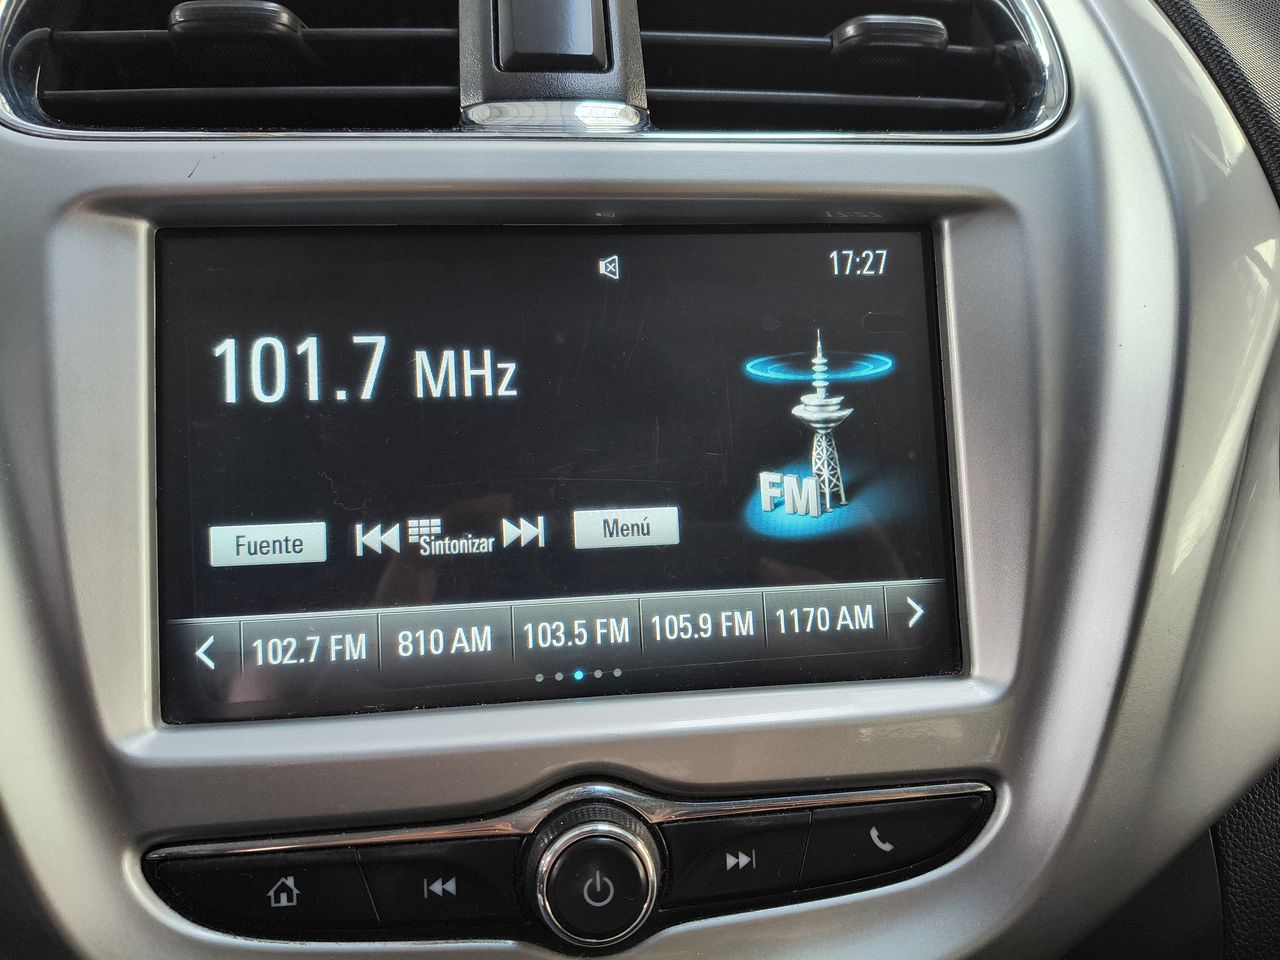 17:27
101.7 MHz
FM
Fuente
Sintonizar
Menú
102.7 FM
810 AM
103.5 FM
105.9 FM
1170 AM